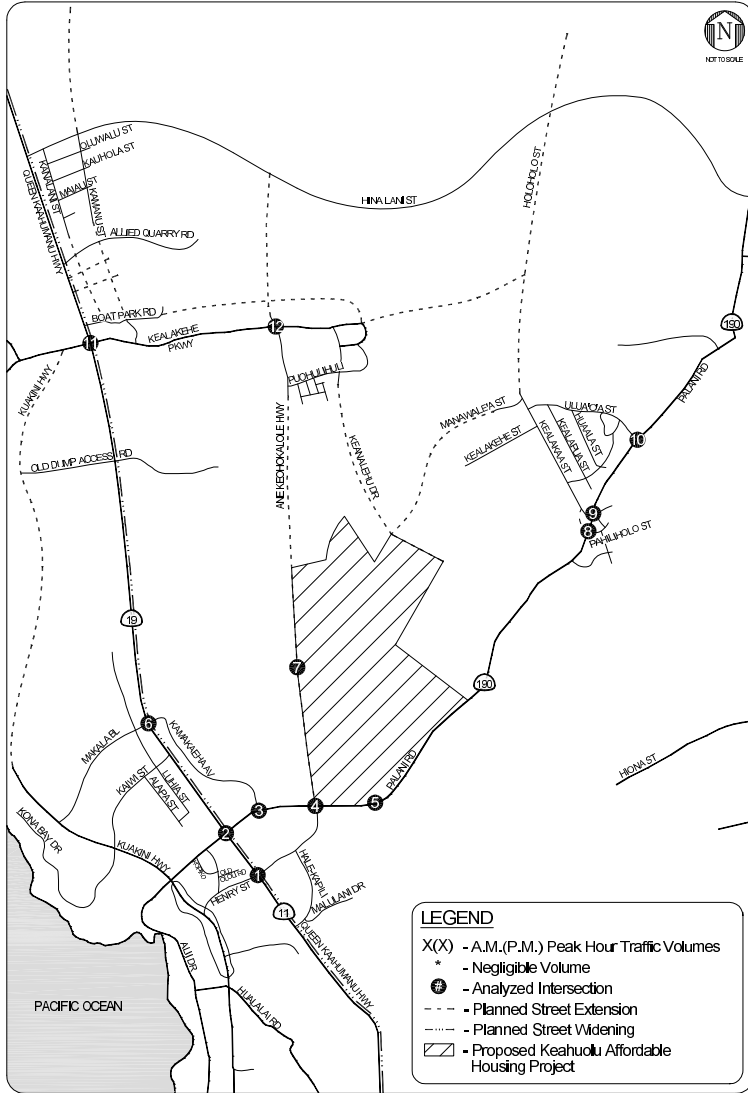 N
NOT TO SCALE
OLUWALU ST
KAUHOLA ST
MAIAU ST
KANALANI ST
KAMANU ST
QUEEN KAAHUMANU HWY
ALLIED QUARRY RD
HINA LANI ST
HOLOHOLO ST
BOAT PARK RD
11
KEALAKEHE
PKWY
12
190
PALANI RD
KUAKINI HWY
PUOHULIHULI
ANE KEOHOKALOLE HWY
KEANALEHU DR
MANAWALE'A ST
ULUAO'A ST
HUAALA ST
KEALAPUA ST
KEALAKAA ST
KEALAKEHE ST
10
OLD DUMP ACCESS RD
9
8
PAHILIHOLO ST
19
7
190
6
MAKALA BL
KAMAKAEHA AV
KAIWI ST
LUHIA ST
ALAPA ST
PALANI RD
HIONA ST
3
4
5
2
KONA BAY DR
KUAKINI HWY
HENRY ST
1
HALE-KAPILI
MALULANI DR
11
QUEEN KAAHUMANU HWY
ALII DR
HUALALAI RD
PACIFIC OCEAN
LEGEND
X(X) - A.M.(P.M.) Peak Hour Traffic Volumes
* - Negligible Volume
# - Analyzed Intersection
- Planned Street Extension
- Planned Street Widening
- Proposed Keahuolu Affordable
Housing Project